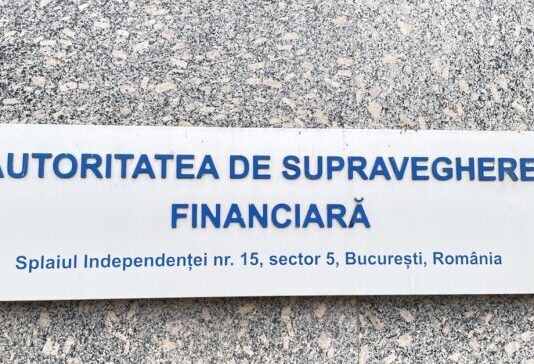 AUTORITATEA DE SUPRAVEGHERE
FINANCIARĂ
Splaiul Independenței nr. 15, sector 5, București, România